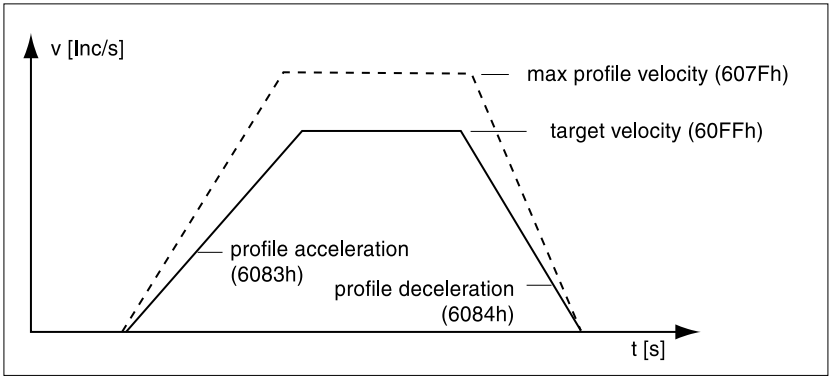 v [Inc/s]
max profile velocity (607Fh)
target velocity (60FFh)
profile acceleration
(6083h)
profile deceleration
(6084h)
t [s]